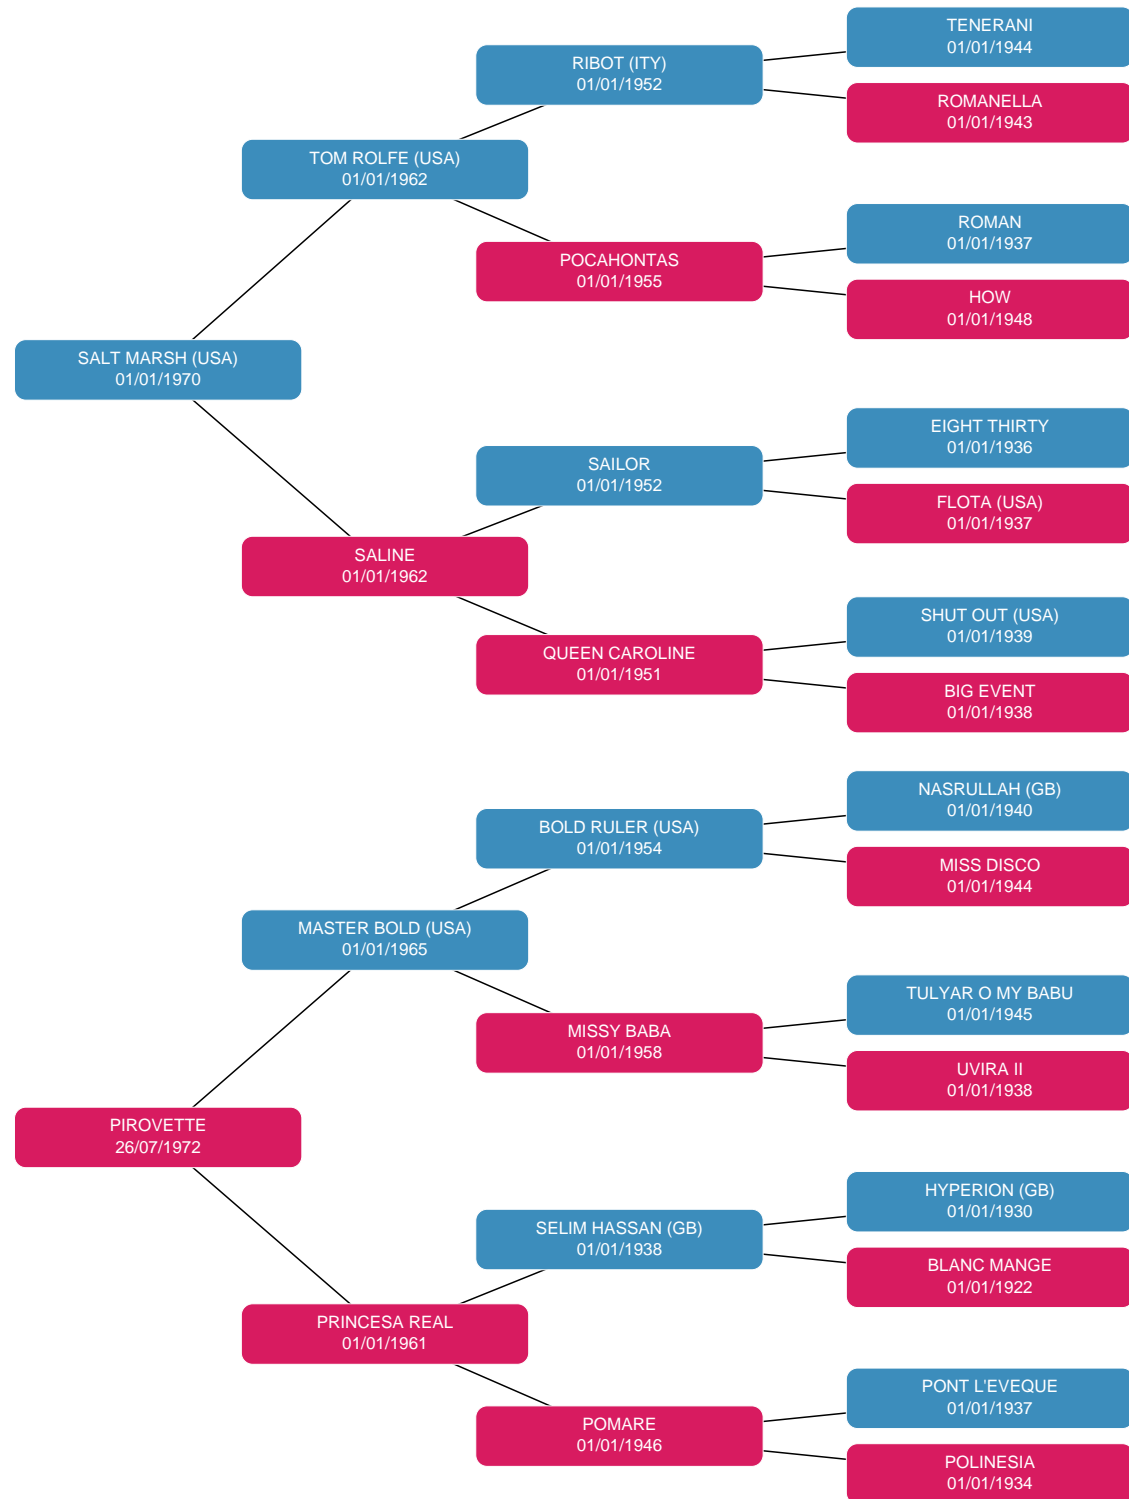 TENERANI
01/01/1944
RIBOT (ITY)
01/01/1952
ROMANELLA
01/01/1943
TOM ROLFE (USA)
01/01/1962
ROMAN
01/01/1937
POCAHONTAS
01/01/1955
HOW
01/01/1948
SALT MARSH (USA)
01/01/1970
EIGHT THIRTY
01/01/1936
SAILOR
01/01/1952
FLOTA (USA)
01/01/1937
SALINE
01/01/1962
SHUT OUT (USA)
01/01/1939
QUEEN CAROLINE
01/01/1951
BIG EVENT
01/01/1938
NASRULLAH (GB)
01/01/1940
BOLD RULER (USA)
01/01/1954
MISS DISCO
01/01/1944
MASTER BOLD (USA)
01/01/1965
TULYAR O MY BABU
01/01/1945
MISSY BABA
01/01/1958
UVIRA II
01/01/1938
PIROVETTE
26/07/1972
HYPERION (GB)
01/01/1930
SELIM HASSAN (GB)
01/01/1938
BLANC MANGE
01/01/1922
PRINCESA REAL
01/01/1961
PONT L'EVEQUE
01/01/1937
POMARE
01/01/1946
POLINESIA
01/01/1934